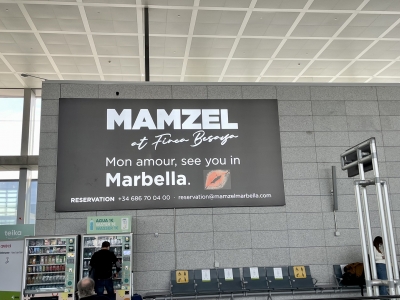 MAMZEL
at Finca Besaya
Mon amour, see you in
Marbella.
RESERVATION +34 686 70 04 00 · reservation@mamzelmarbella.com